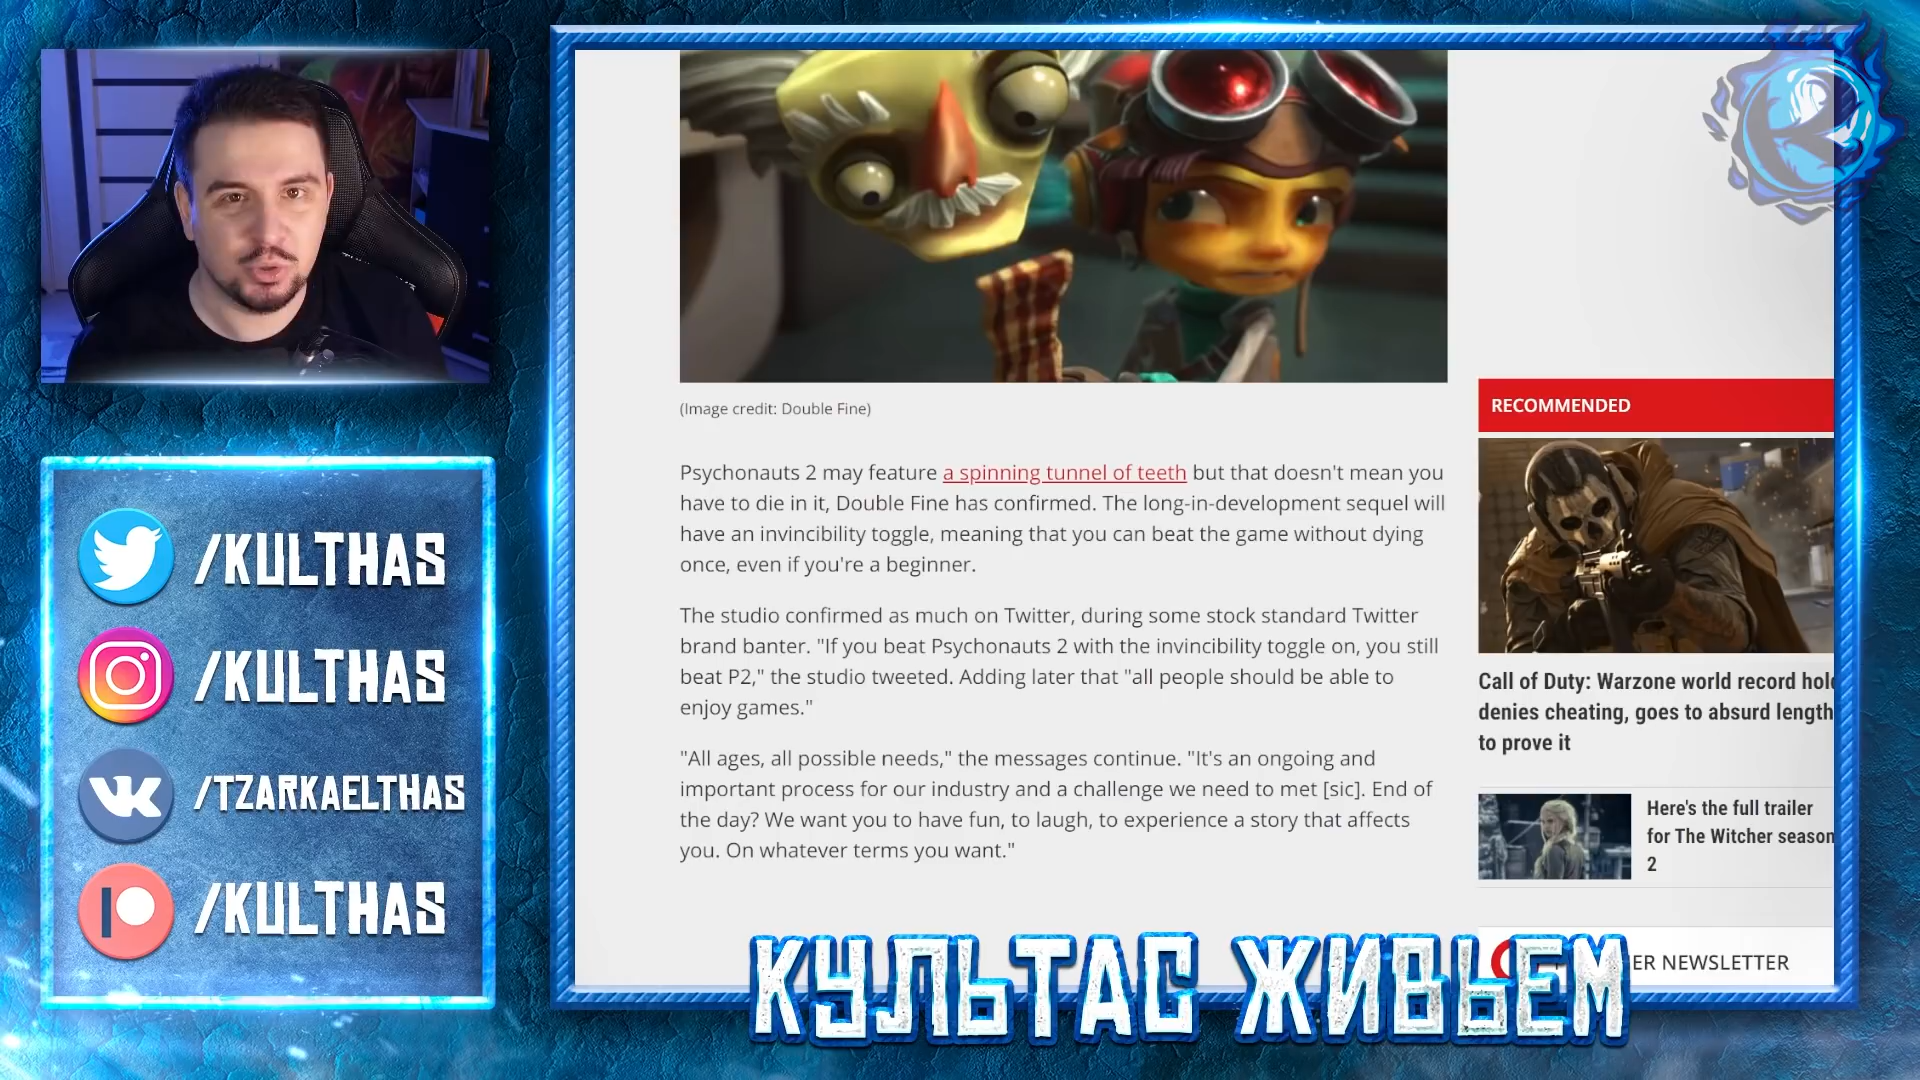 /KULTHAS
/KULTHAS
/TZARKAELTHAS
/KULTHAS
(Image credit: Double Fine)
Psychonauts 2 may feature a spinning tunnel of teeth but that doesn't mean you
have to die in it, Double Fine has confirmed. The long-in-development sequel will
have an invincibility toggle, meaning that you can beat the game without dying
once, even if you're a beginner.
The studio confirmed as much on Twitter, during some stock standard Twitter
brand banter. "If you beat Psychonauts 2 with the invincibility toggle on, you still
beat P2," the studio tweeted. Adding later that "all people should be able to
enjoy games."
"All ages, all possible needs," the messages continue. "It's an ongoing and
important process for our industry and a challenge we need to met [sic]. End of
the day? We want you to have fun, to laugh, to experience a story that affects
you. On whatever terms you want."
RECOMMENDED
Call of Duty: Warzone world record hold
denies cheating, goes to absurd length
to prove it
Here's the full trailer
for The Witcher season
2
ER NEWSLETTER
КУЛЬТАС ЖИВЬЕМ